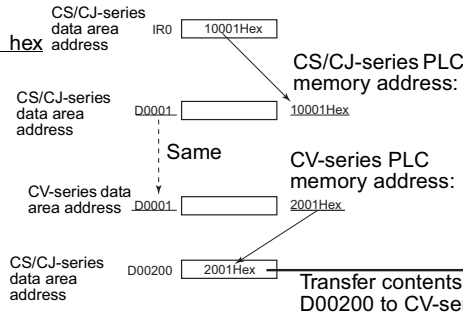 CS/CJ-series
data area
address
hex
IR0
10001Hex
CS/CJ-series PLC
memory address:
CS/CJ-series
data area
address
D0001
10001Hex
Same
CV-series PLC
memory address:
CV-series data
area address
D0001
2001Hex
CS/CJ-series
data area
address
D00200
2001Hex
Transfer contents
D00200 to CV-se